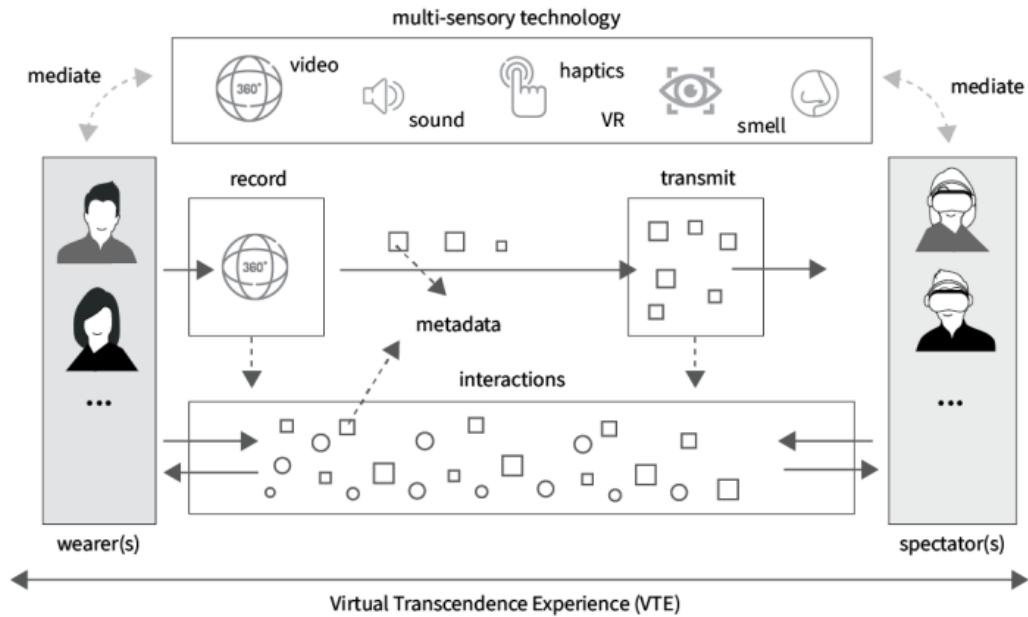 multi-sensory technology
mediate
360°
video
sound
haptics
VR
smell
mediate
record
transmit
360°
metadata
interactions
...
...
wearer(s)
spectator(s)
Virtual Transcendence Experience (VTE)